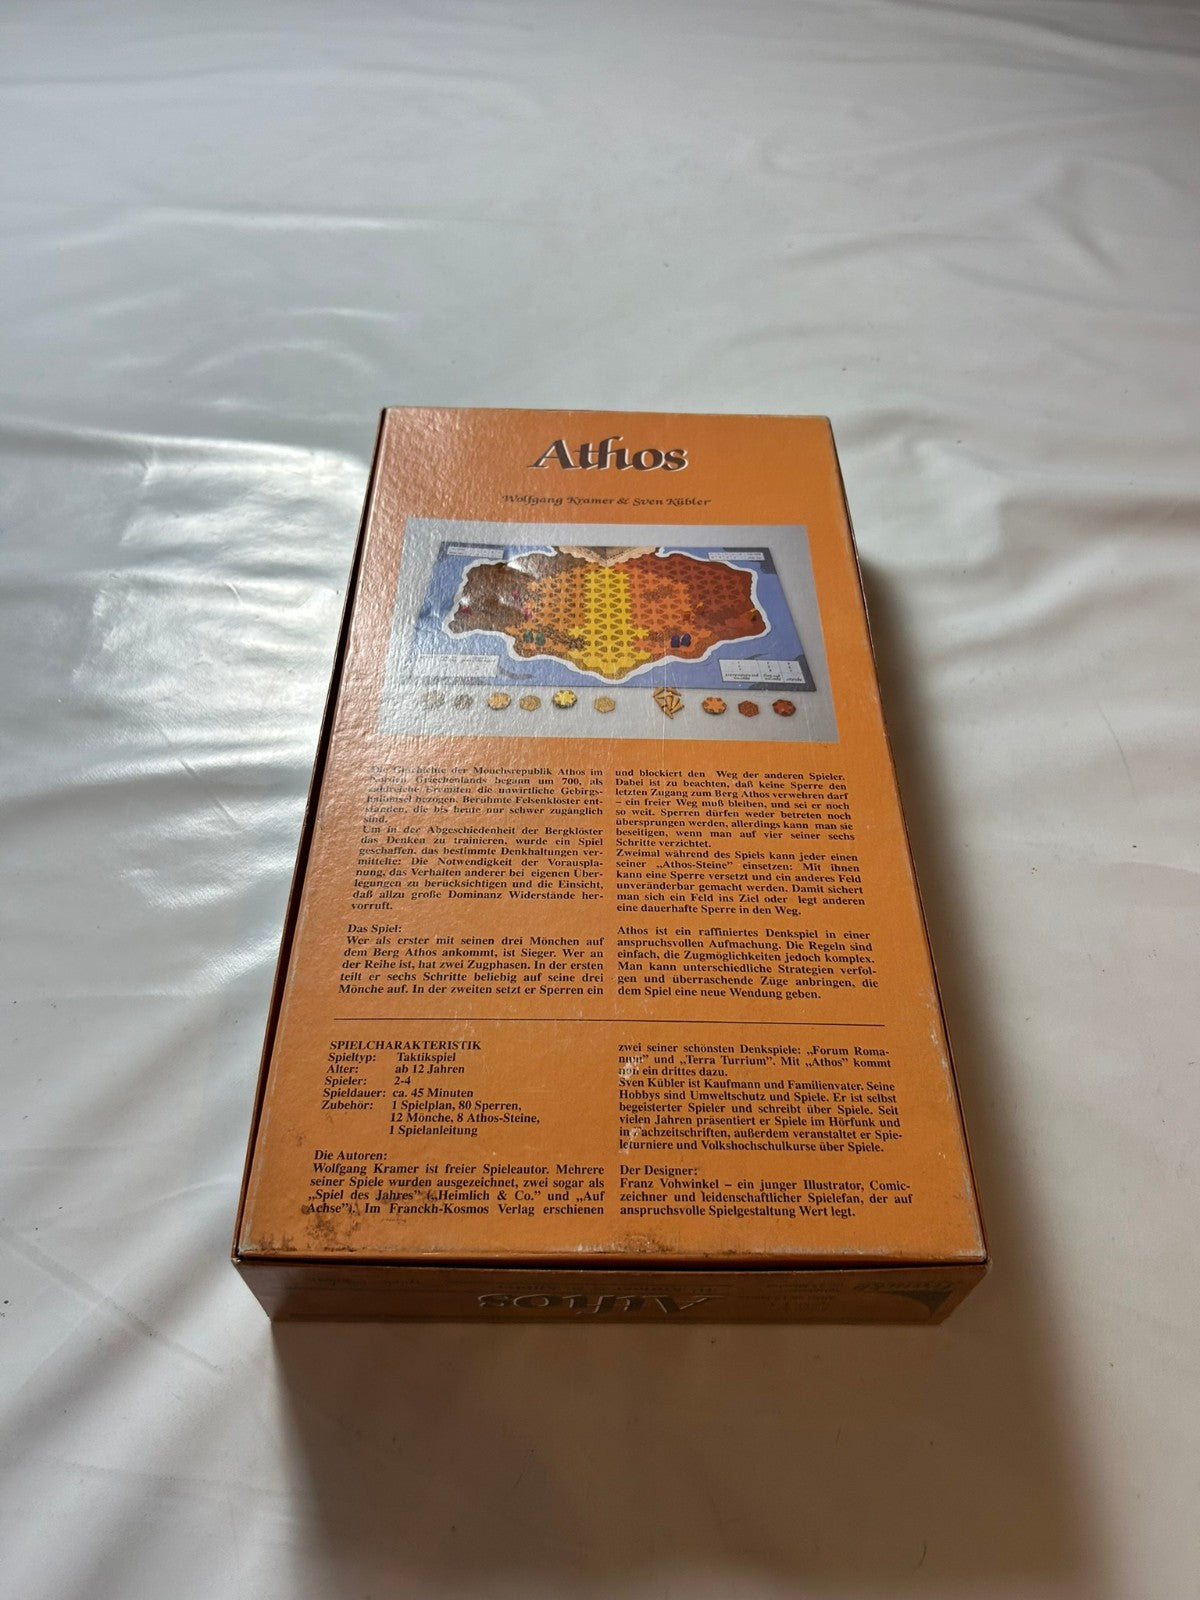 Athos
Wolfgang Kramer & Sven Kübler
Die Geschichte der Mönchsrepublik Athos im
Norden Griechenlands begann um 700, als
zahlreiche Eremiten die unwirtliche Gebirgs-
halbinsel bezogen. Berühmte Felsenklöster ent-
standen, die bis heute nur schwer zugänglich
sind.
Um in der Abgeschiedenheit der Bergklöster
das Denken zu trainieren, wurde ein Spiel
geschaffen, das bestimmte Denkhaltungen ver-
mittelte: Die Notwendigkeit der Vorauspla-
nung, das Verhalten anderer bei eigenen Über-
legungen zu berücksichtigen und die Einsicht,
daß allzu große Dominanz Widerstände her-
vorruft.
Das Spiel:
Wer als erster mit seinen drei Mönchen auf
dem Berg Athos ankommt, ist Sieger. Wer an
der Reihe ist, hat zwei Zugphasen. In der ersten
teilt er sechs Schritte beliebig auf seine drei
Mönche auf. In der zweiten setzt er Sperren ein
und blockiert den Weg der anderen Spieler.
Dabei ist zu beachten, daß keine Sperre den
letzten Zugang zum Berg Athos verwehren darf
– ein freier Weg muß bleiben, und sei er noch
so weit. Sperren dürfen weder betreten noch
übersprungen werden, allerdings kann man sie
beseitigen, wenn man auf vier seiner sechs
Schritte verzichtet.
Zweimal während des Spiels kann jeder einen
seiner „Athos-Steine” einsetzen: Mit ihnen
kann eine Sperre versetzt und ein anderes Feld
unveränderbar gemacht werden. Damit sichert
man sich ein Feld ins Ziel oder legt anderen
eine dauerhafte Sperre in den Weg.
Athos ist ein raffiniertes Denkspiel in einer
anspruchsvollen Aufmachung. Die Regeln sind
einfach, die Zugmöglichkeiten jedoch komplex.
Man kann unterschiedliche Strategien verfol-
gen und überraschende Züge anbringen, die
dem Spiel eine neue Wendung geben.
SPIELCHARAKTERISTIK
Spieltyp: Taktikspiel
Alter: ab 12 Jahren
Spieler: 2-4
Spieldauer: ca. 45 Minuten
Zubehör: 1 Spielplan, 80 Sperren,
12 Mönche, 8 Athos-Steine,
1 Spielanleitung
Die Autoren:
Wolfgang Kramer ist freier Spieleautor. Mehrere
seiner Spiele wurden ausgezeichnet, zwei sogar als
„Spiel des Jahres” („Heimlich & Co.” und „Auf
Achse”). Im Franckh-Kosmos Verlag erschienen
zwei seiner schönsten Denkspiele: „Forum Roma-
num” und „Terra Turrium”. Mit „Athos” kommt
nun ein drittes dazu.
Sven Kübler ist Kaufmann und Familienvater. Seine
Hobbys sind Umweltschutz und Spiele. Er ist selbst
begeisterter Spieler und schreibt über Spiele. Seit
vielen Jahren präsentiert er Spiele im Hörfunk und
in Fachzeitschriften, außerdem veranstaltet er Spie-
leturniere und Volkshochschulkurse über Spiele.
Der Designer:
Franz Vohwinkel – ein junger Illustrator, Comic-
zeichner und leidenschaftlicher Spielefan, der auf
anspruchsvolle Spielgestaltung Wert legt.
Athos